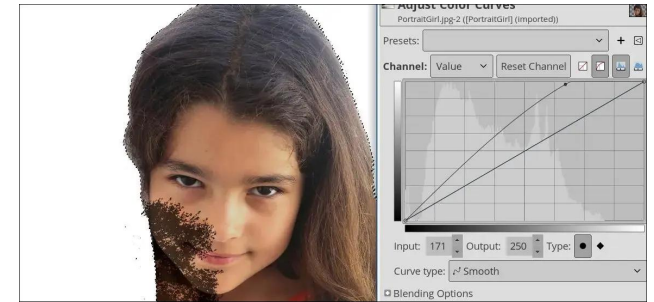 Adjust Color Curves
PortraitGirl.jpg-2 ([PortraitGirl] (imported))
Presets:
Channel: Value Reset Channel
Input: 171 Output: 250 Type:
Curve type: Smooth
Blending Options